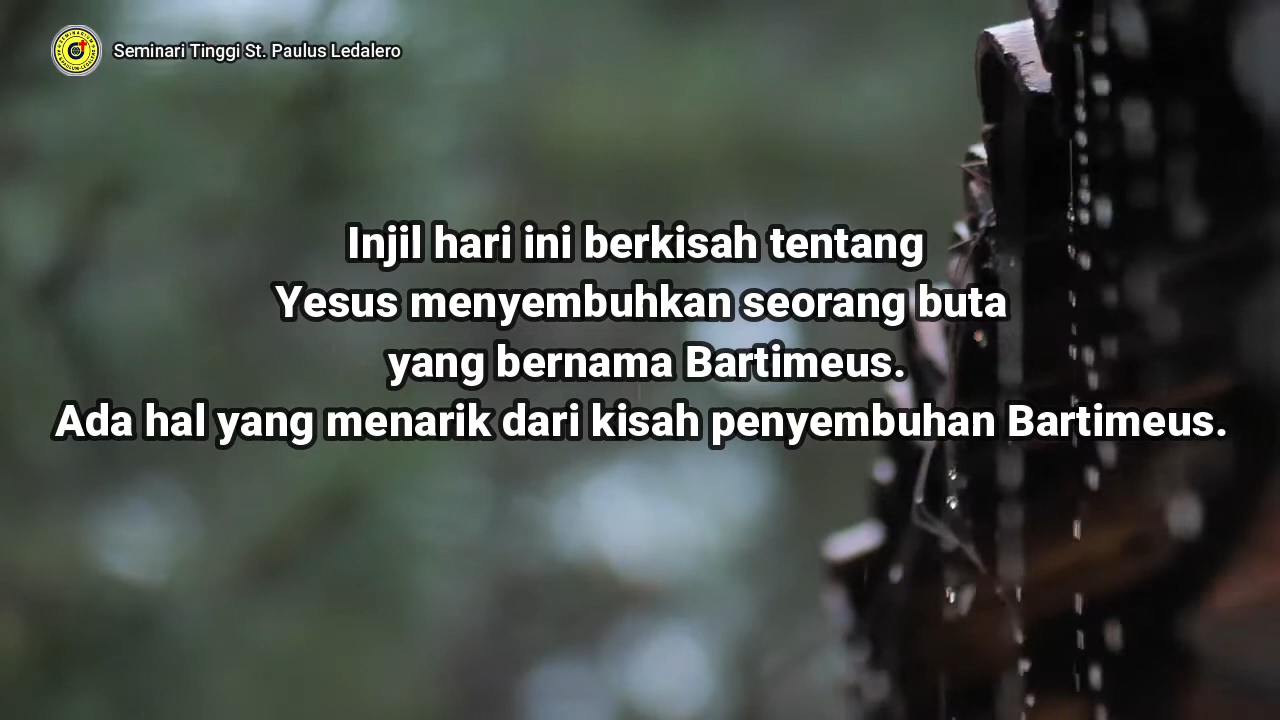 Seminari Tinggi St. Paulus Ledalero
Injil hari ini berkisah tentang
Yesus menyembuhkan seorang buta
yang bernama Bartimeus.
Ada hal yang menarik dari kisah penyembuhan Bartimeus.